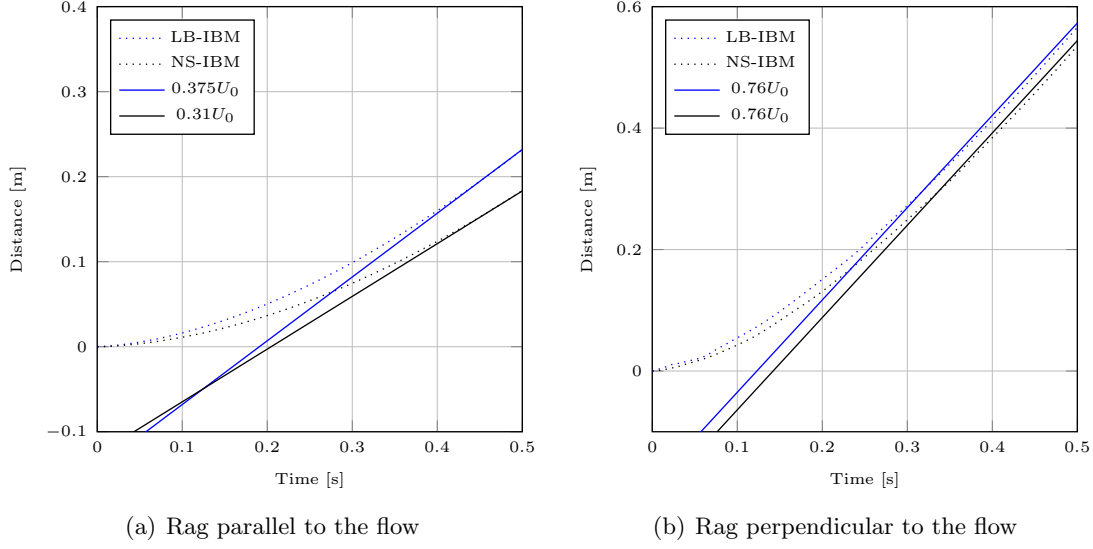 0.4
0.3
0.2
0.1
0
−0.1
0
0.1
0.2
0.3
0.4
0.5
Distance [m]
Time [s]
LB-IBM
NS-IBM
0.375U₀
0.31U₀
(a) Rag parallel to the flow
0.6
0.4
0.2
0
0
0.1
0.2
0.3
0.4
0.5
Distance [m]
Time [s]
LB-IBM
NS-IBM
0.76U₀
0.76U₀
(b) Rag perpendicular to the flow